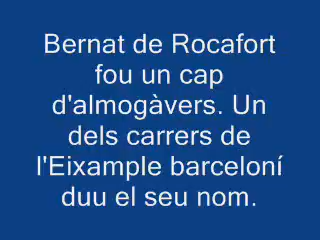 Bernat de Rocafort
fou un cap
d'almogàvers. Un
dels carrers de
l'Eixample barceloní
duu el seu nom.